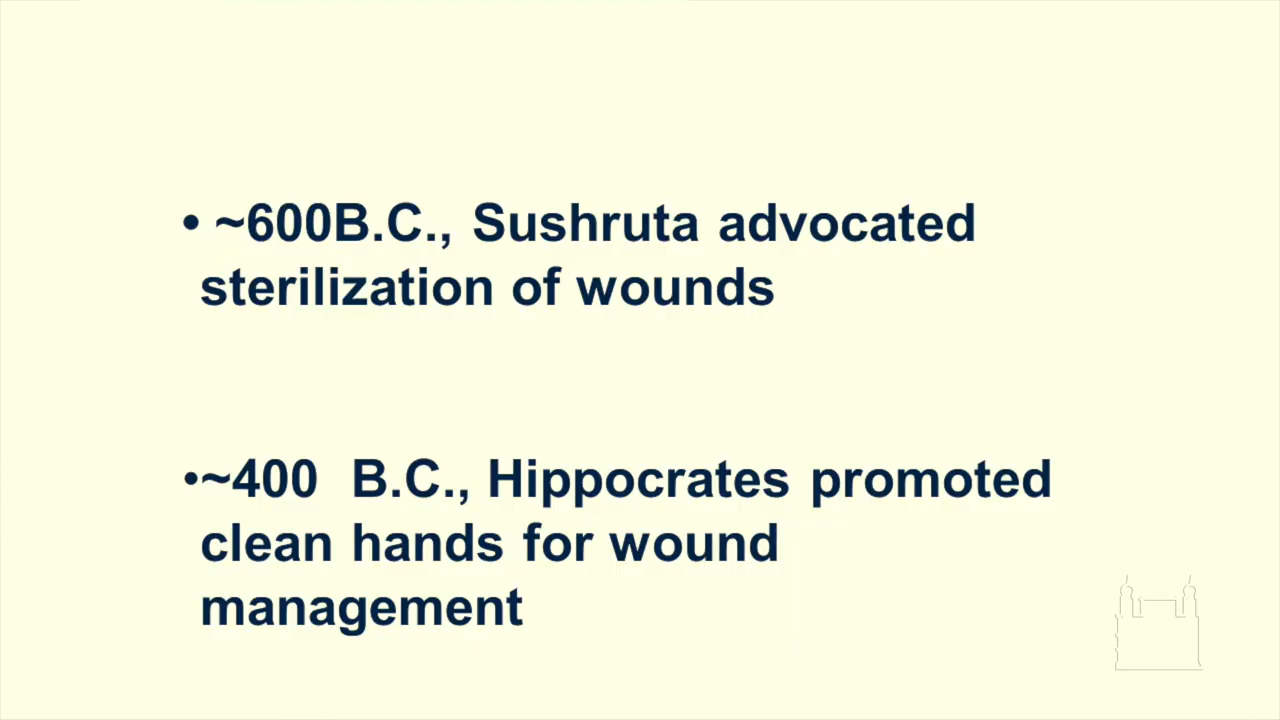 • ~600B.C., Sushruta advocated
sterilization of wounds
•~400 B.C., Hippocrates promoted
clean hands for wound
management